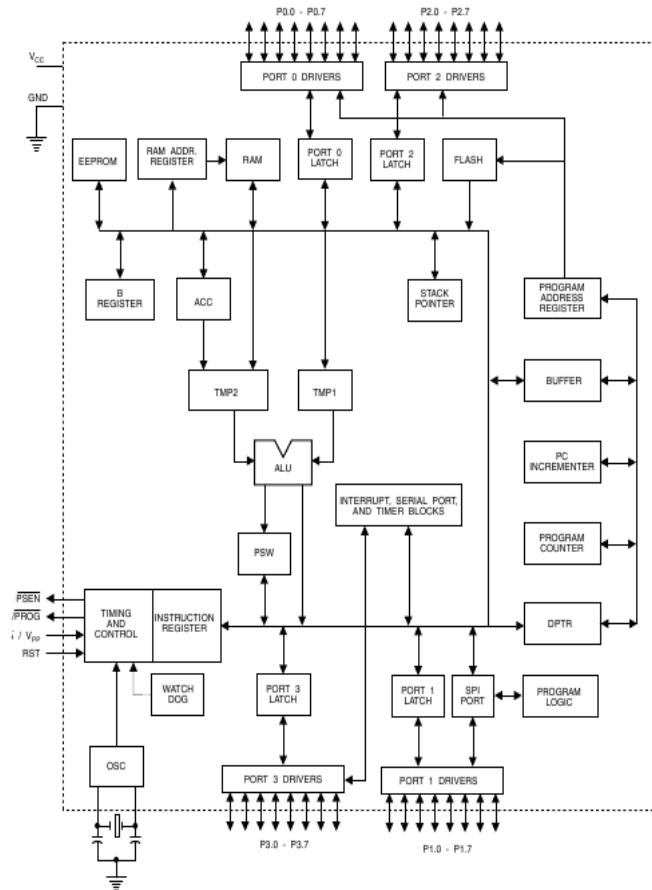 P0.0 - P0.7
P2.0 - P2.7
VCC
PORT 0 DRIVERS
PORT 2 DRIVERS
GND
EEPROM
RAM ADDR.
REGISTER
RAM
PORT 0
LATCH
PORT 2
LATCH
FLASH
B
REGISTER
ACC
STACK
POINTER
PROGRAM
ADDRESS
REGISTER
TMP2
TMP1
BUFFER
ALU
PC
INCREMENTER
INTERRUPT, SERIAL PORT,
AND TIMER BLOCKS
PSW
PROGRAM
COUNTER
PSEN
/PROG
/ VPP
RST
TIMING
AND
CONTROL
INSTRUCTION
REGISTER
DPTR
WATCH
DOG
PORT 3
LATCH
PORT 1
LATCH
SPI
PORT
PROGRAM
LOGIC
OSC
PORT 3 DRIVERS
PORT 1 DRIVERS
P3.0 - P3.7
P1.0 - P1.7